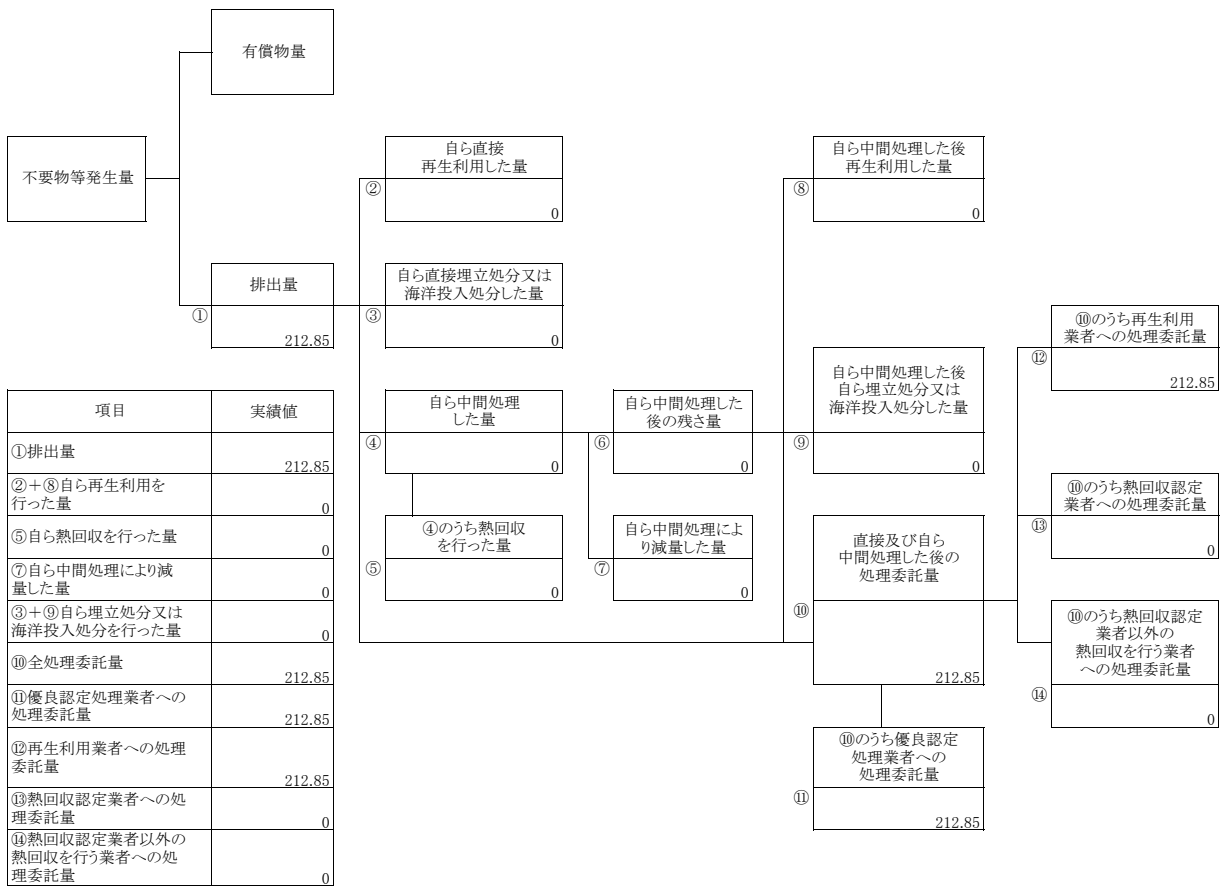 有償物量
不要物等発生量
自ら直接
再生利用した量
②
0
自ら中間処理した後
再生利用した量
⑧
0
排出量
①
212.85
自ら直接埋立処分又は
海洋投入処分した量
③
0
⑩のうち再生利用
業者への処理委託量
⑫
212.85
自ら中間処理
した量
④
0
自ら中間処理した
後の残さ量
⑥
0
自ら中間処理した後
自ら埋立処分又は
海洋投入処分した量
⑨
0
⑩のうち熱回収認定
業者への処理委託量
⑬
0
④のうち熱回収
を行った量
⑤
0
自ら中間処理によ
り減量した量
⑦
0
直接及び自ら
中間処理した後の
処理委託量
⑩
212.85
⑩のうち熱回収認定
業者以外の
熱回収を行う業者
への処理委託量
⑭
0
⑩のうち優良認定
処理業者への
処理委託量
⑪
212.85
項目 実績値
①排出量
212.85
②+⑧自ら再生利用を
行った量
0
⑤自ら熱回収を行った量
0
⑦自ら中間処理により減
量した量
0
③+⑨自ら埋立処分又は
海洋投入処分を行った量
0
⑩全処理委託量
212.85
⑪優良認定処理業者への
処理委託量
212.85
⑫再生利用業者への処理
委託量
212.85
⑬熱回収認定業者への処
理委託量
0
⑭熱回収認定業者以外の
熱回収を行う業者への処
理委託量
0